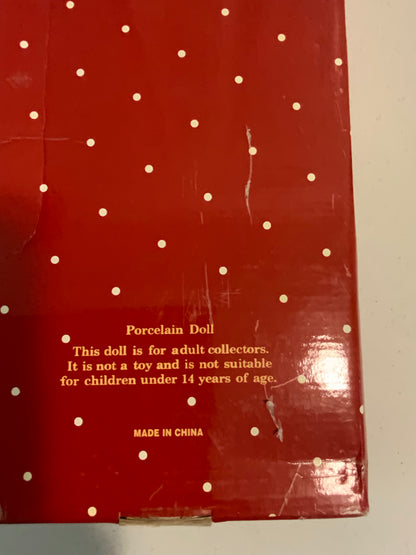 Porcelain Doll
This doll is for adult collectors.
It is not a toy and is not suitable
for children under 14 years of age.
MADE IN CHINA